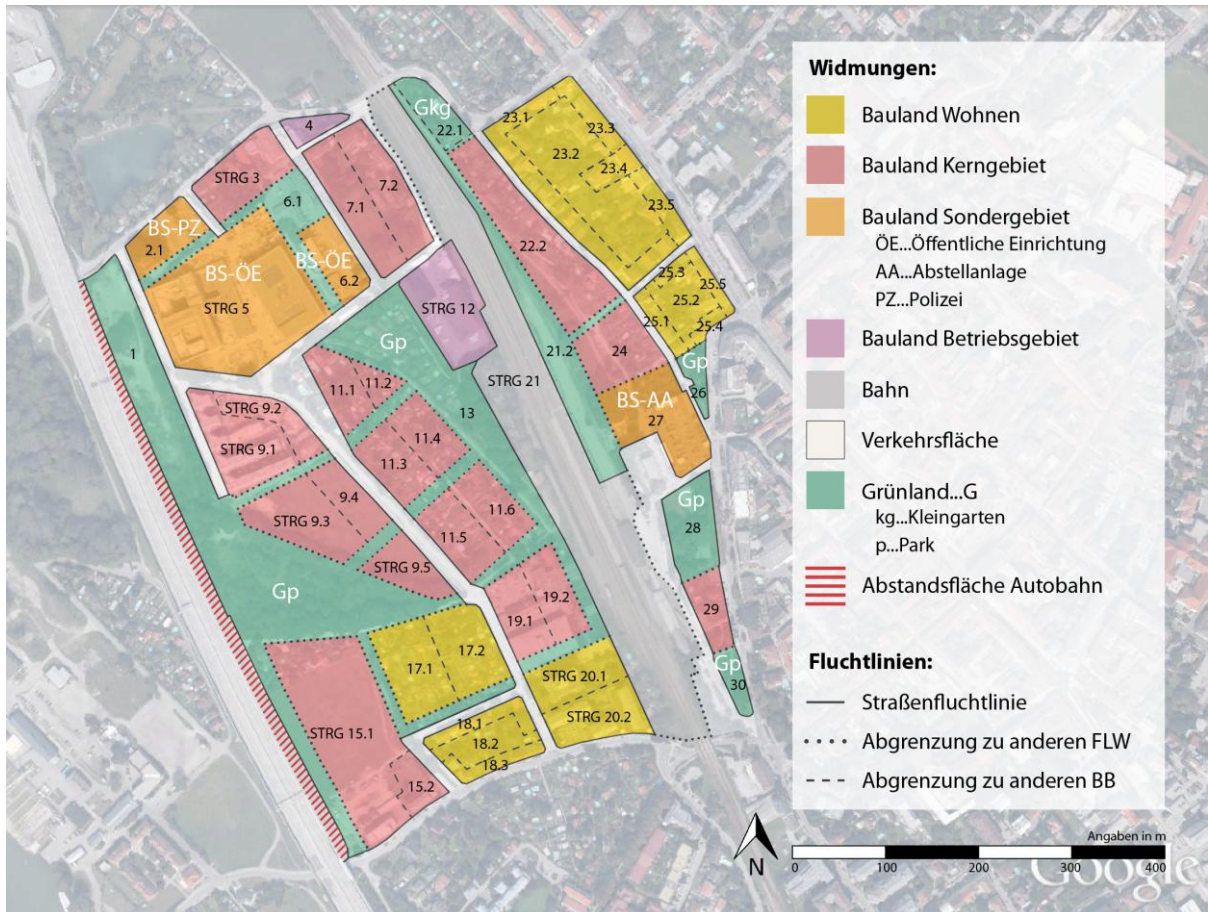 Gkg
22.1
4
23.1
23.3
23.2
23.4
STRG 3
7.2
7.1
23.5
6.1
BS-PZ
2.1
22.2
BS-ÖE
BS-ÖE
6.2
STRG 5
25.3
25.5
25.2
STRG 12
25.1
25.4
1
Gp
21.2
24
Gp
11.2
11.1
STRG 21
26
13
BS-AA
27
STRG 9.2
11.4
STRG 9.1
11.3
9.4
11.6
Gp
STRG 9.3
28
11.5
STRG 9.5
Gp
19.2
29
19.1
17.2
17.1
Gp
30
STRG 20.1
18.1
STRG 20.2
STRG 15.1
18.2
18.3
15.2
Widmungen:
Bauland Wohnen
Bauland Kerngebiet
Bauland Sondergebiet
ÖE...Öffentliche Einrichtung
AA...Abstellanlage
PZ...Polizei
Bauland Betriebsgebiet
Bahn
Verkehrsfläche
Grünland...G
kg...Kleingarten
p...Park
Abstandsfläche Autobahn
Fluchtlinien:
Straßenfluchtlinie
Abgrenzung zu anderen FLW
Abgrenzung zu anderen BB
N
Angaben in m
0 100 200 300 400
Google